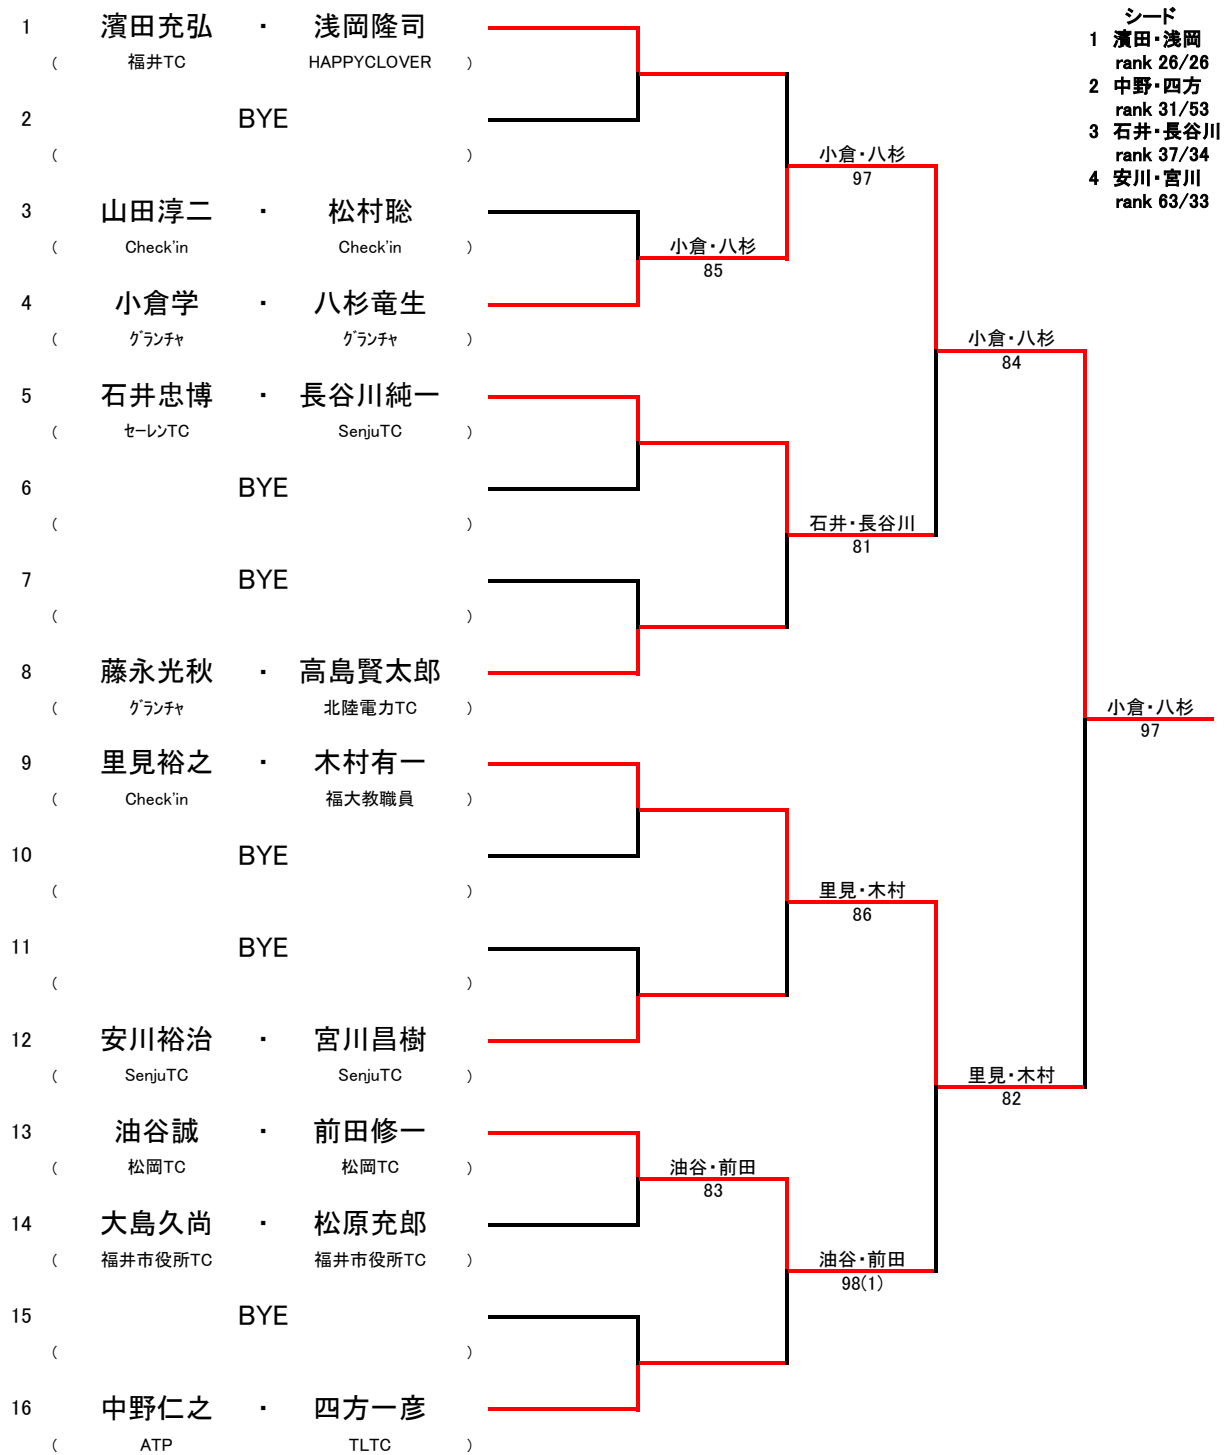 1 濱田充弘 ・ 浅岡隆司
( 福井TC HAPPYCLOVER )
2 BYE
( )
3 山田淳二 ・ 松村聡
( Check'in Check'in )
4 小倉学 ・ 八杉竜生
( グランチャ グランチャ )
5 石井忠博 ・ 長谷川純一
( セーレンTC SenjuTC )
6 BYE
( )
7 BYE
( )
8 藤永光秋 ・ 高島賢太郎
( グランチャ 北陸電力TC )
9 里見裕之 ・ 木村有一
( Check'in 福大教職員 )
10 BYE
( )
11 BYE
( )
12 安川裕治 ・ 宮川昌樹
( SenjuTC SenjuTC )
13 油谷誠 ・ 前田修一
( 松岡TC 松岡TC )
14 大島久尚 ・ 松原充郎
( 福井市役所TC 福井市役所TC )
15 BYE
( )
16 中野仁之 ・ 四方一彦
( ATP TLTC )
小倉・八杉
85
油谷・前田
83
小倉・八杉
97
石井・長谷川
81
里見・木村
86
油谷・前田
98(1)
小倉・八杉
84
里見・木村
82
小倉・八杉
97
シード
1 濱田・浅岡
rank 26/26
2 中野・四方
rank 31/53
3 石井・長谷川
rank 37/34
4 安川・宮川
rank 63/33